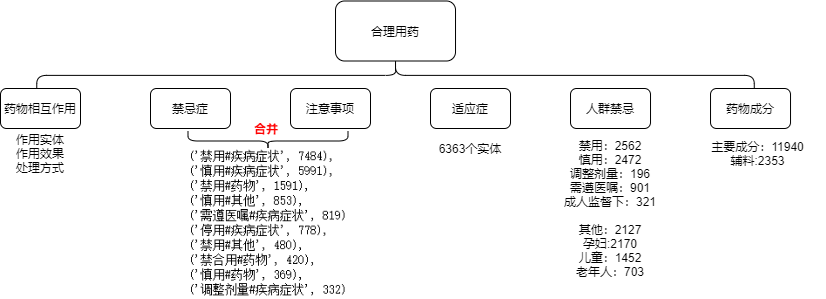 合理用药
药物相互作用
禁忌症
注意事项
适应症
人群禁忌
药物成分
作用实体
作用效果
处理方式
合并
('禁用#疾病症状', 7484),
('慎用#疾病症状', 5991),
('禁用#药物', 1591),
('慎用#其他', 853),
('需遵医嘱#疾病症状', 819)
('停用#疾病症状', 778),
('禁用#其他', 480),
('禁合用#药物', 420),
('慎用#药物', 369),
('调整剂量#疾病症状', 332)
6363个实体
禁用：2562
慎用：2472
调整剂量：196
需遵医嘱：901
成人监督下：321
其他：2127
孕妇:2170
儿童：1452
老年人：703
主要成分：11940
辅料:2353